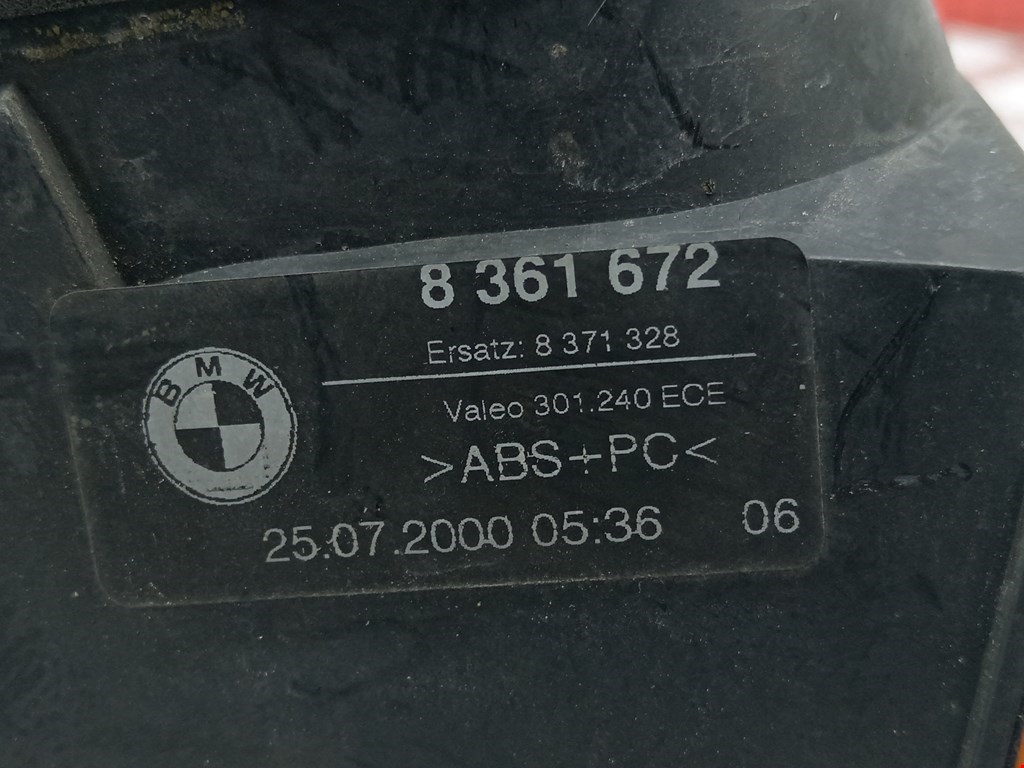 8 361 672
Ersatz: 8 371 328
BMW
Valeo 301.240 ECE
>ABS+PC<
25.07.2000 05:36 06